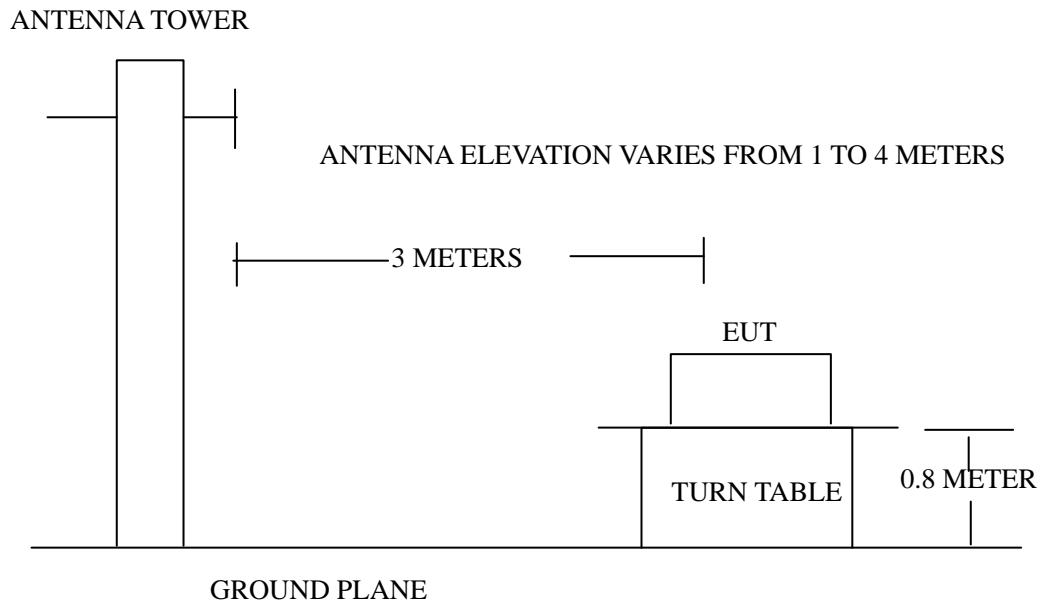 ANTENNA TOWER
ANTENNA ELEVATION VARIES FROM 1 TO 4 METERS
3 METERS
EUT
TURN TABLE
0.8 METER
GROUND PLANE